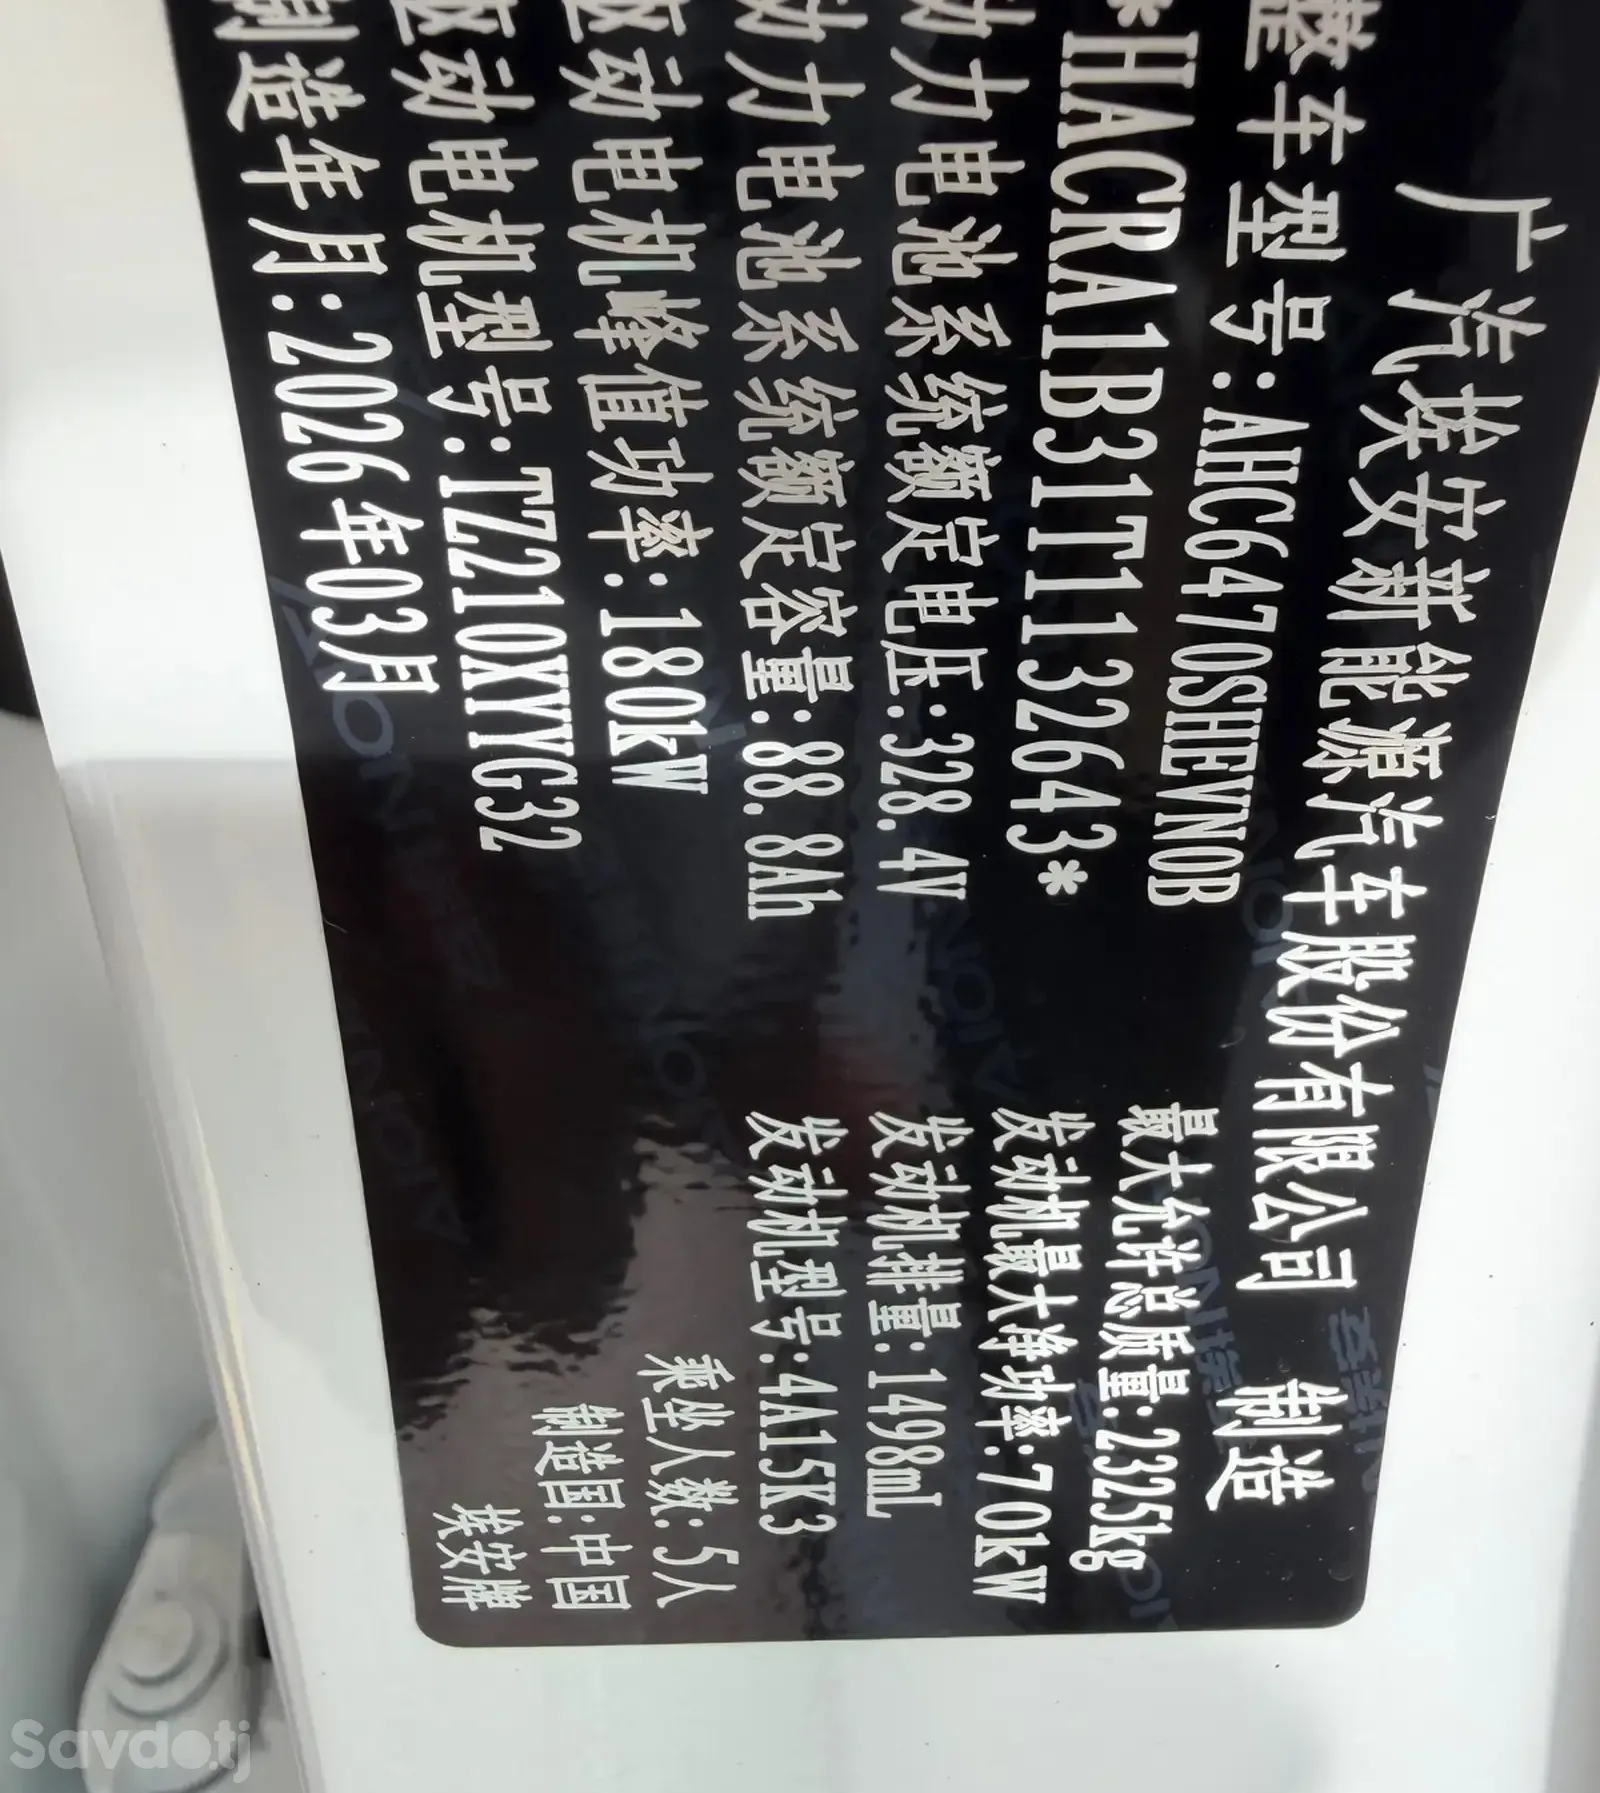 广汽埃安新能源汽车股份有限公司 制造
整车型号:AHC6470SHEVN0B
最大允许总质量:2325kg
*HACRA1B31T1132643*
发动机最大净功率:70kW
动力电池系统额定电压:328.4V
发动机排量:1498mL
动力电池系统额定容量:88.8Ah
发动机型号:4A15K3
驱动电机峰值功率:180kW
乘坐人数:5人
驱动电机型号:TZ210XYYG32
制造国:中国
制造年月:2026年03月
埃安牌
Savdo.tj